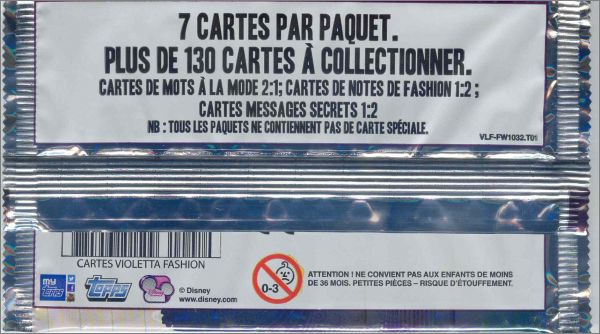 7 CARTES PAR PAQUET.
PLUS DE 130 CARTES À COLLECTIONNER.
CARTES DE MOTS À LA MODE 2:1; CARTES DE NOTES DE FASHION 1:2 ;
CARTES MESSAGES SECRETS 1:2
NB : TOUS LES PAQUETS NE CONTIENNENT PAS DE CARTE SPÉCIALE.
VLF-FW1032.T01
CARTES VIOLETTA FASHION
my
topps
topps
© Disney
www.disney.com
0-3
ATTENTION ! NE CONVIENT PAS AUX ENFANTS DE MOINS
DE 36 MOIS. PETITES PIÈCES – RISQUE D'ÉTOUFFEMENT.